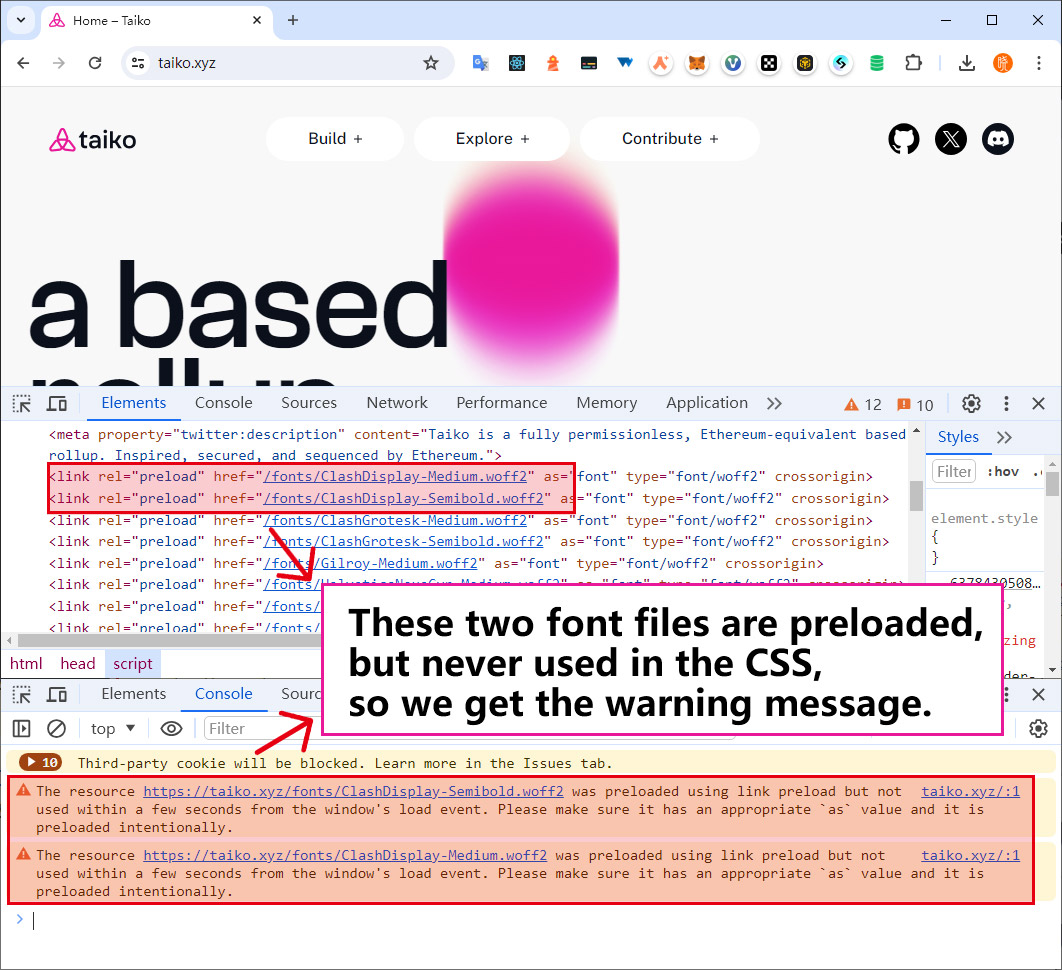 Home – Taiko
taiko.xyz
taiko
Build +
Explore +
Contribute +
a based
rollup
Elements Console Sources Network Performance Memory Application 12 10
<meta property="twitter:description" content="Taiko is a fully permissionless, Ethereum-equivalent based
rollup. Inspired, secured, and sequenced by Ethereum.">
<link rel="preload" href="/fonts/ClashDisplay-Medium.woff2" as="font" type="font/woff2" crossorigin>
<link rel="preload" href="/fonts/ClashDisplay-Semibold.woff2" as="font" type="font/woff2" crossorigin>
<link rel="preload" href="/fonts/ClashGrotesk-Medium.woff2" as="font" type="font/woff2" crossorigin>
<link rel="preload" href="/fonts/ClashGrotesk-Semibold.woff2" as="font" type="font/woff2" crossorigin>
<link rel="preload" href="/fonts/Gilroy-Medium.woff2" as="font" type="font/woff2" crossorigin>
<link rel="preload" href="/fonts/HelveticaNowCyr-Medium.woff2" as="font" type="font/woff2" crossorigin>
<link rel="preload" href="/fonts/
<link rel="preload" href="/fonts/
Styles
Filter :hov .
element.style
{
}
6378430508…
html head script
These two font files are preloaded,
but never used in the CSS,
so we get the warning message.
Elements Console Sourc
top Filter
10 Third-party cookie will be blocked. Learn more in the Issues tab.
The resource https://taiko.xyz/fonts/ClashDisplay-Semibold.woff2 was preloaded using link preload but not taiko.xyz/:1
used within a few seconds from the window's load event. Please make sure it has an appropriate `as` value and it is
preloaded intentionally.
The resource https://taiko.xyz/fonts/ClashDisplay-Medium.woff2 was preloaded using link preload but not taiko.xyz/:1
used within a few seconds from the window's load event. Please make sure it has an appropriate `as` value and it is
preloaded intentionally.